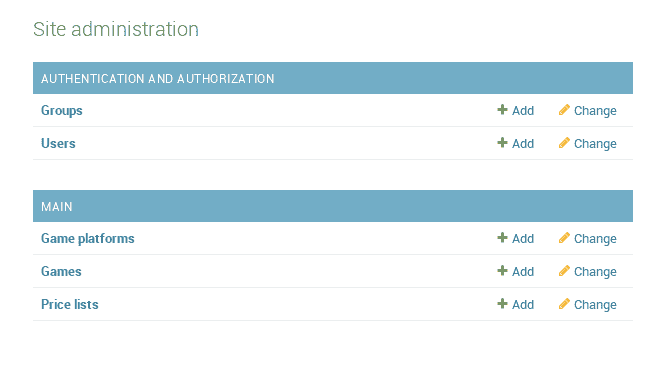 Site administration
AUTHENTICATION AND AUTHORIZATION
Groups Add Change
Users Add Change
MAIN
Game platforms Add Change
Games Add Change
Price lists Add Change